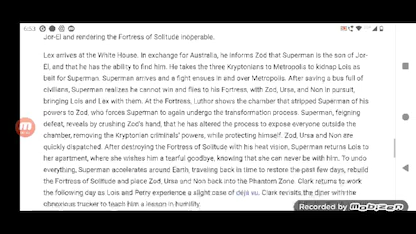 Jor-El and rendering the Fortress of Solitude inoperable.
Lex arrives at the White House. In exchange for Australia, he informs Zod that Superman is the son of Jor-
El, and that he has the ability to find him. He takes the three Kryptonians to Metropolis to kidnap Lois as
bait for Superman. Superman arrives and a fight ensues in and over Metropolis. After saving a bus full of
civilians, Superman realizes he cannot win and flies to his Fortress, with Zod, Ursa, and Non in pursuit,
bringing Lois and Lex with them. At the Fortress, Luthor shows the chamber that stripped Superman of his
powers to Zod, who forces Superman to again undergo the transformation process. Superman, feigning
defeat, reveals by crushing Zod's hand, that he has altered the process to expose everyone outside the
chamber, removing the Kryptonian criminals' powers, while protecting himself. Zod, Ursa and Non are
quickly dispatched. After destroying the Fortress with his heat vision, Superman returns Lois to
her apartment, where she wishes him a tearful goodbye, knowing that she can never be with him. To undo
everything, Superman accelerates around Earth, traveling back in time to restore the past few days, rebuild
the Fortress of Solitude and place Zod, Ursa and Non back into the Phantom Zone. Clark returns to work
the following day as Lois and Perry experience a slight case of déjà vu. Clark revisits the diner with the
obnoxious trucker to teach him a lesson in humility.
Recorded by
Mobizen